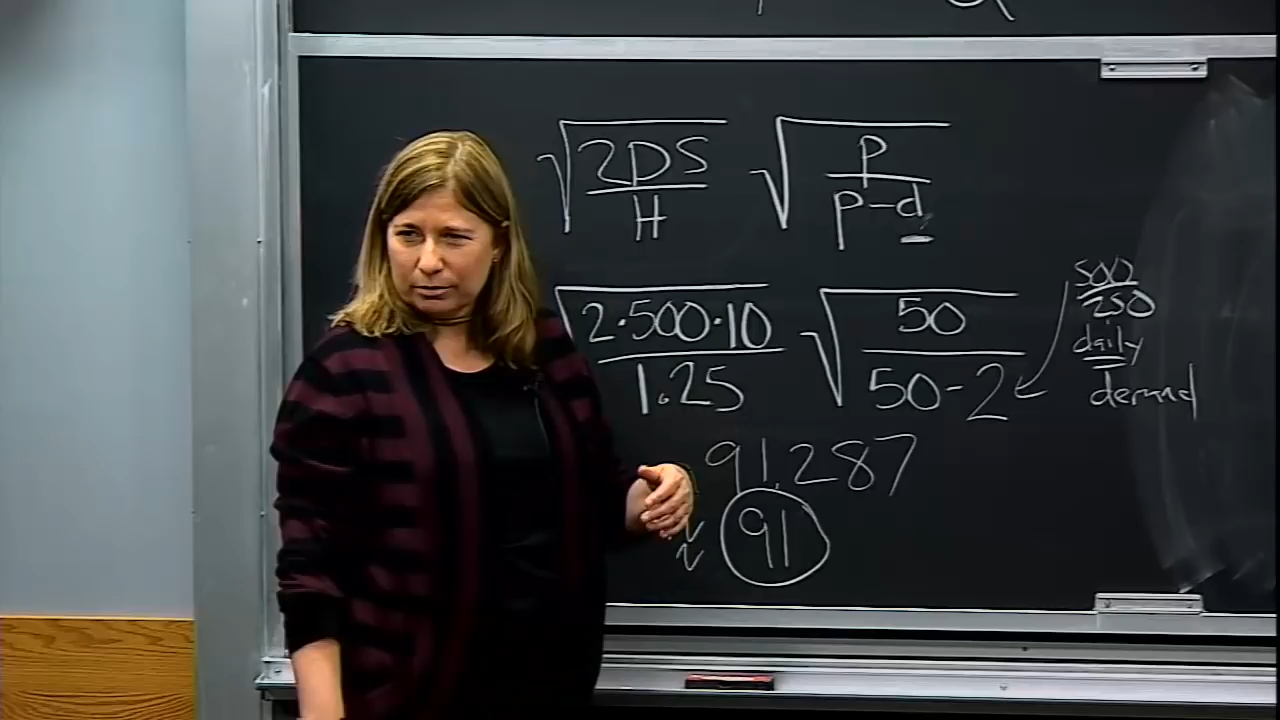 √2DS/H √p/p-d
√2·500·10/1.25 √50/50-2
500/250
daily
demand
91.287
≈ 91